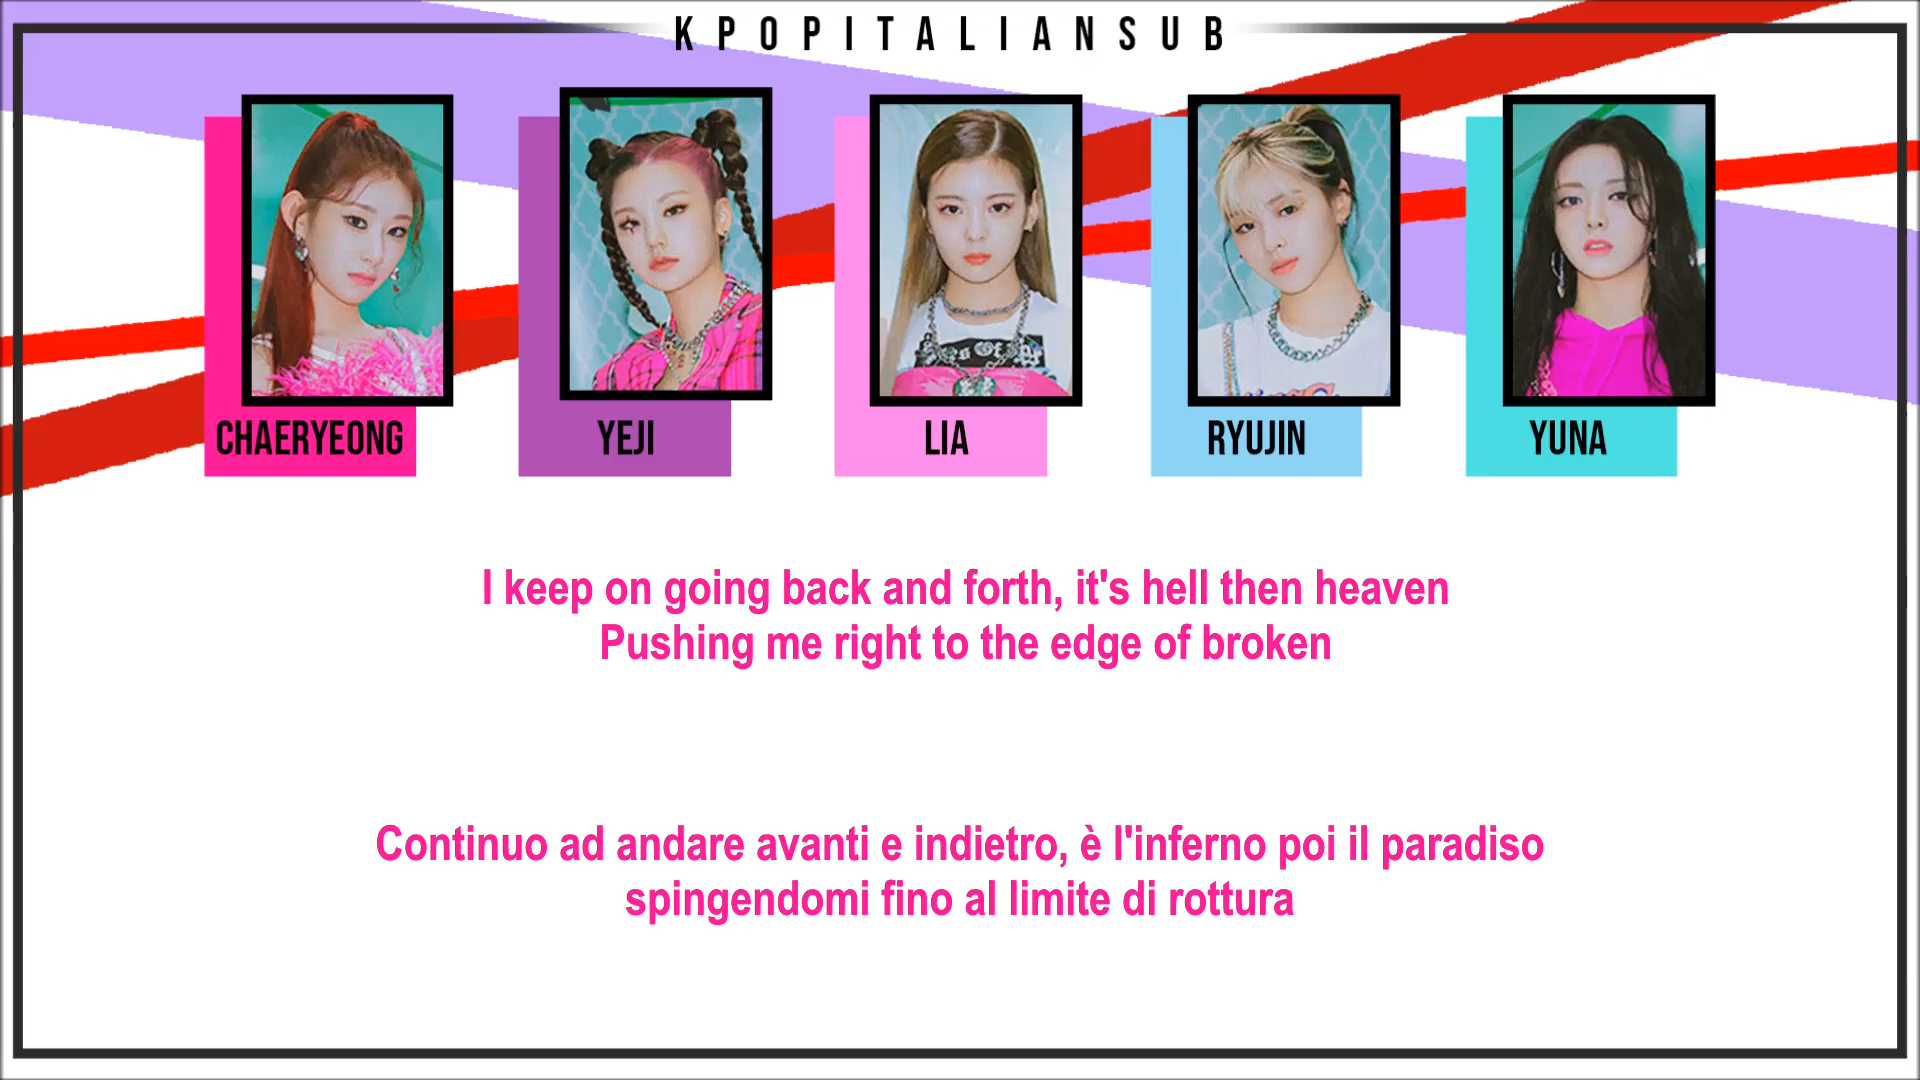 KPOPITALIANSUB
CHAERYEONG
YEJI
LIA
RYUJIN
YUNA
I keep on going back and forth, it's hell then heaven
Pushing me right to the edge of broken
Continuo ad andare avanti e indietro, è l'inferno poi il paradiso
spingendomi fino al limite di rottura